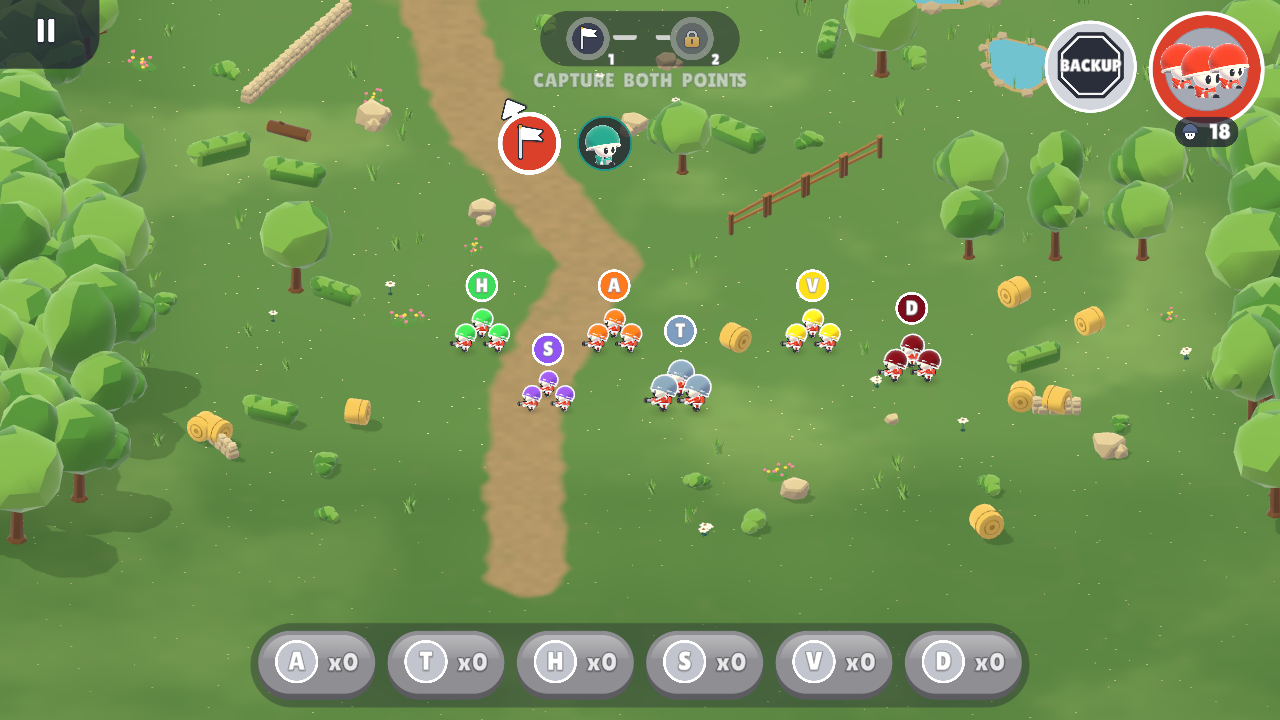 1
2
CAPTURE BOTH POINTS
BACKUP
18
H
A
V
D
T
S
A x0
T x0
H x0
S x0
V x0
D x0